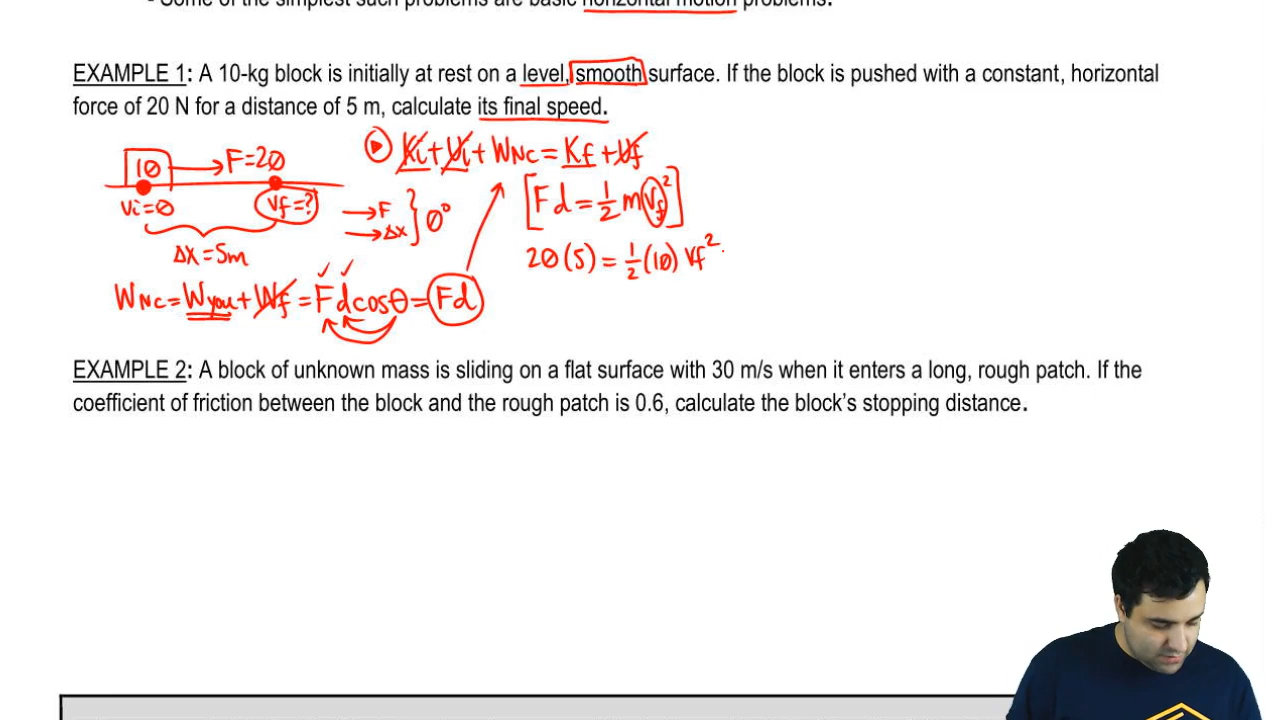 - Some of the simplest such problems are basic horizontal motion problems.
EXAMPLE 1: A 10-kg block is initially at rest on a level, smooth surface. If the block is pushed with a constant, horizontal
force of 20 N for a distance of 5 m, calculate its final speed.
Ki + Ui + WNC = Kf + Uf
10 → F=20
Vi=0 Vf=?
→ F
→ Δx } 0°
[Fd = ½ m Vf²]
Δx = 5m
20(5) = ½(10) Vf²
WNC = Wyou + Wf = Fdcosθ = Fd
EXAMPLE 2: A block of unknown mass is sliding on a flat surface with 30 m/s when it enters a long, rough patch. If the
coefficient of friction between the block and the rough patch is 0.6, calculate the block’s stopping distance.